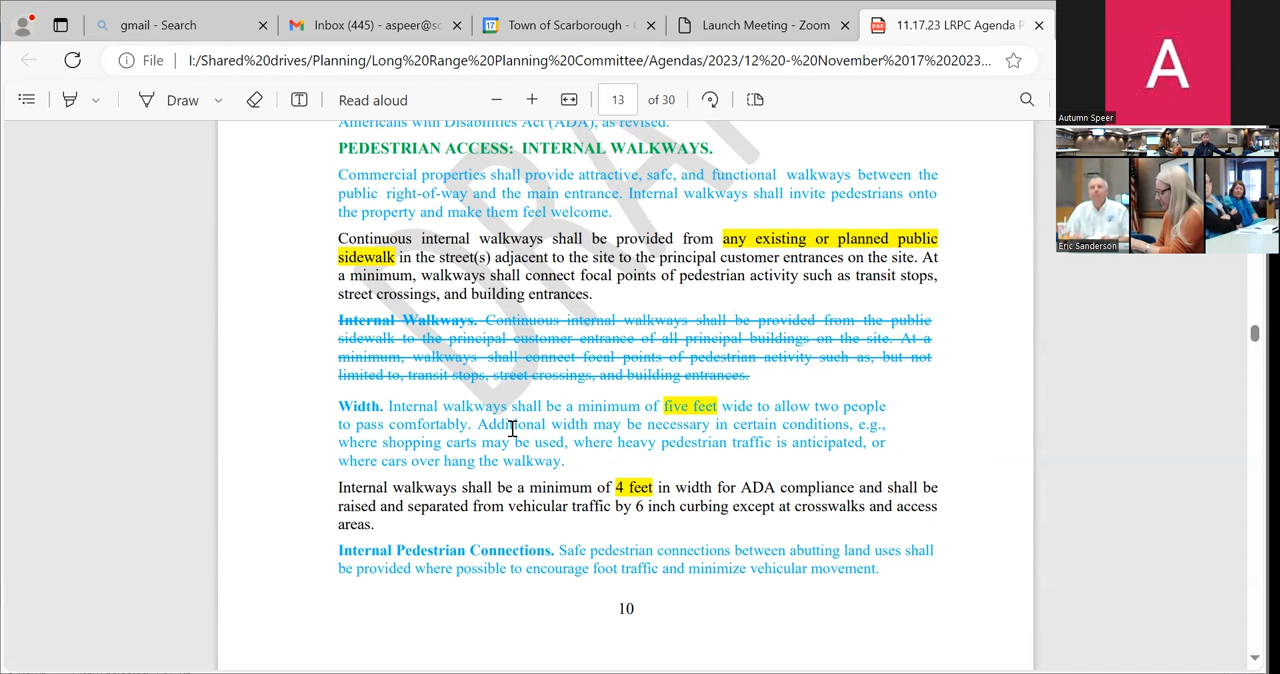 gmail - Search
Inbox (445) - aspeer@sc
Town of Scarborough - C
Launch Meeting - Zoom
11.17.23 LRPC Agenda P
File
I:/Shared%20drives/Planning/Long%20Range%20Planning%20Committee/Agendas/2023/12%20-%20November%2017%202023...
Draw
Read aloud
13 of 30
Americans with Disabilities Act (ADA), as revised.
PEDESTRIAN ACCESS: INTERNAL WALKWAYS.
Commercial properties shall provide attractive, safe, and functional walkways between the
public right-of-way and the main entrance. Internal walkways shall invite pedestrians onto
the property and make them feel welcome.
Continuous internal walkways shall be provided from any existing or planned public
sidewalk in the street(s) adjacent to the site to the principal customer entrances on the site. At
a minimum, walkways shall connect focal points of pedestrian activity such as transit stops,
street crossings, and building entrances.
Internal Walkways. Continuous internal walkways shall be provided from the public
sidewalk to the principal customer entrance of all principal buildings on the site. At a
minimum, walkways shall connect focal points of pedestrian activity such as, but not
limited to, transit stops, street crossings, and building entrances.
Width. Internal walkways shall be a minimum of five feet wide to allow two people
to pass comfortably. Additional width may be necessary in certain conditions, e.g.,
where shopping carts may be used, where heavy pedestrian traffic is anticipated, or
where cars over hang the walkway.
Internal walkways shall be a minimum of 4 feet in width for ADA compliance and shall be
raised and separated from vehicular traffic by 6 inch curbing except at crosswalks and access
areas.
Internal Pedestrian Connections. Safe pedestrian connections between abutting land uses shall
be provided where possible to encourage foot traffic and minimize vehicular movement.
10
DRA
A
Autumn Speer
Eric Sanderson